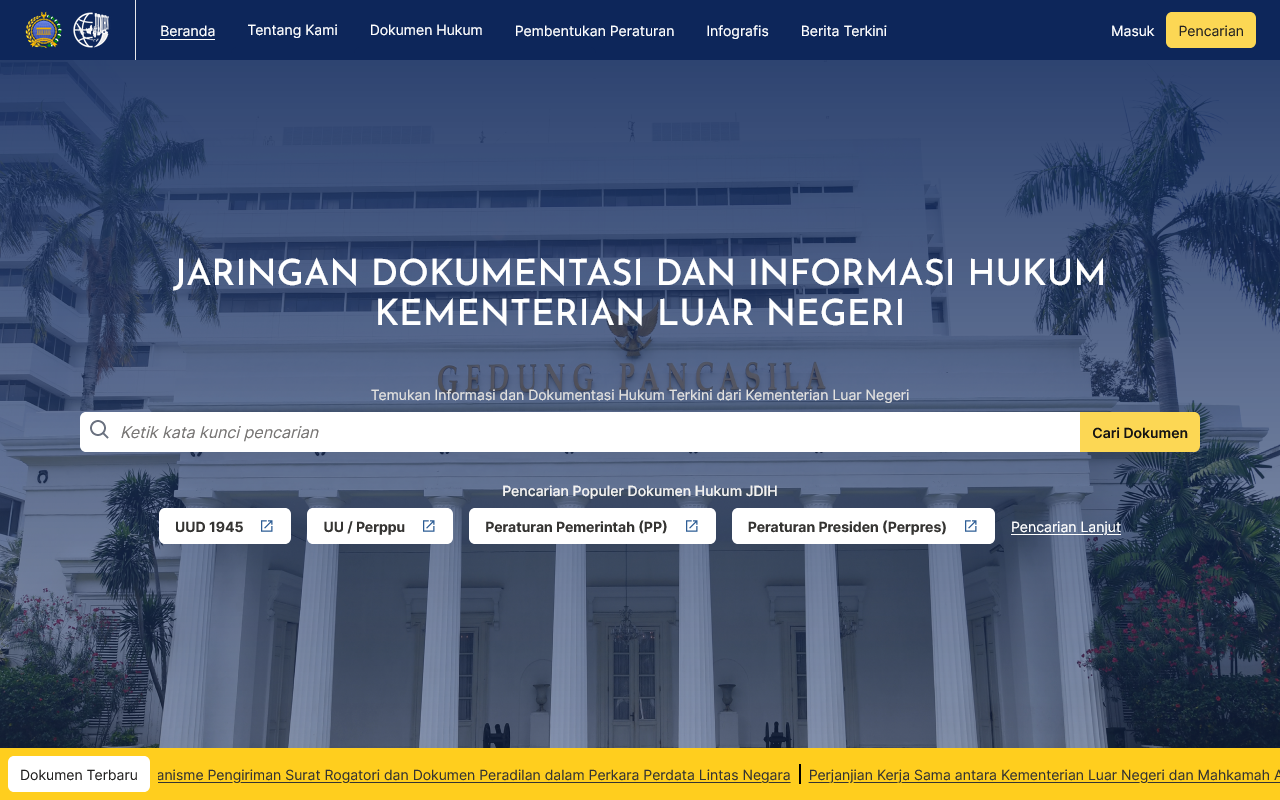 Beranda
Tentang Kami
Dokumen Hukum
Pembentukan Peraturan
Infografis
Berita Terkini
Masuk
Pencarian
JARINGAN DOKUMENTASI DAN INFORMASI HUKUM
KEMENTERIAN LUAR NEGERI
GEDUNG PANCASILA
Temukan Informasi dan Dokumentasi Hukum Terkini dari Kementerian Luar Negeri
Ketik kata kunci pencarian
Cari Dokumen
Pencarian Populer Dokumen Hukum JDIH
UUD 1945
UU / Perppu
Peraturan Pemerintah (PP)
Peraturan Presiden (Perpres)
Pencarian Lanjut
Dokumen Terbaru
anisme Pengiriman Surat Rogatori dan Dokumen Peradilan dalam Perkara Perdata Lintas Negara
Perjanjian Kerja Sama antara Kementerian Luar Negeri dan Mahkamah A